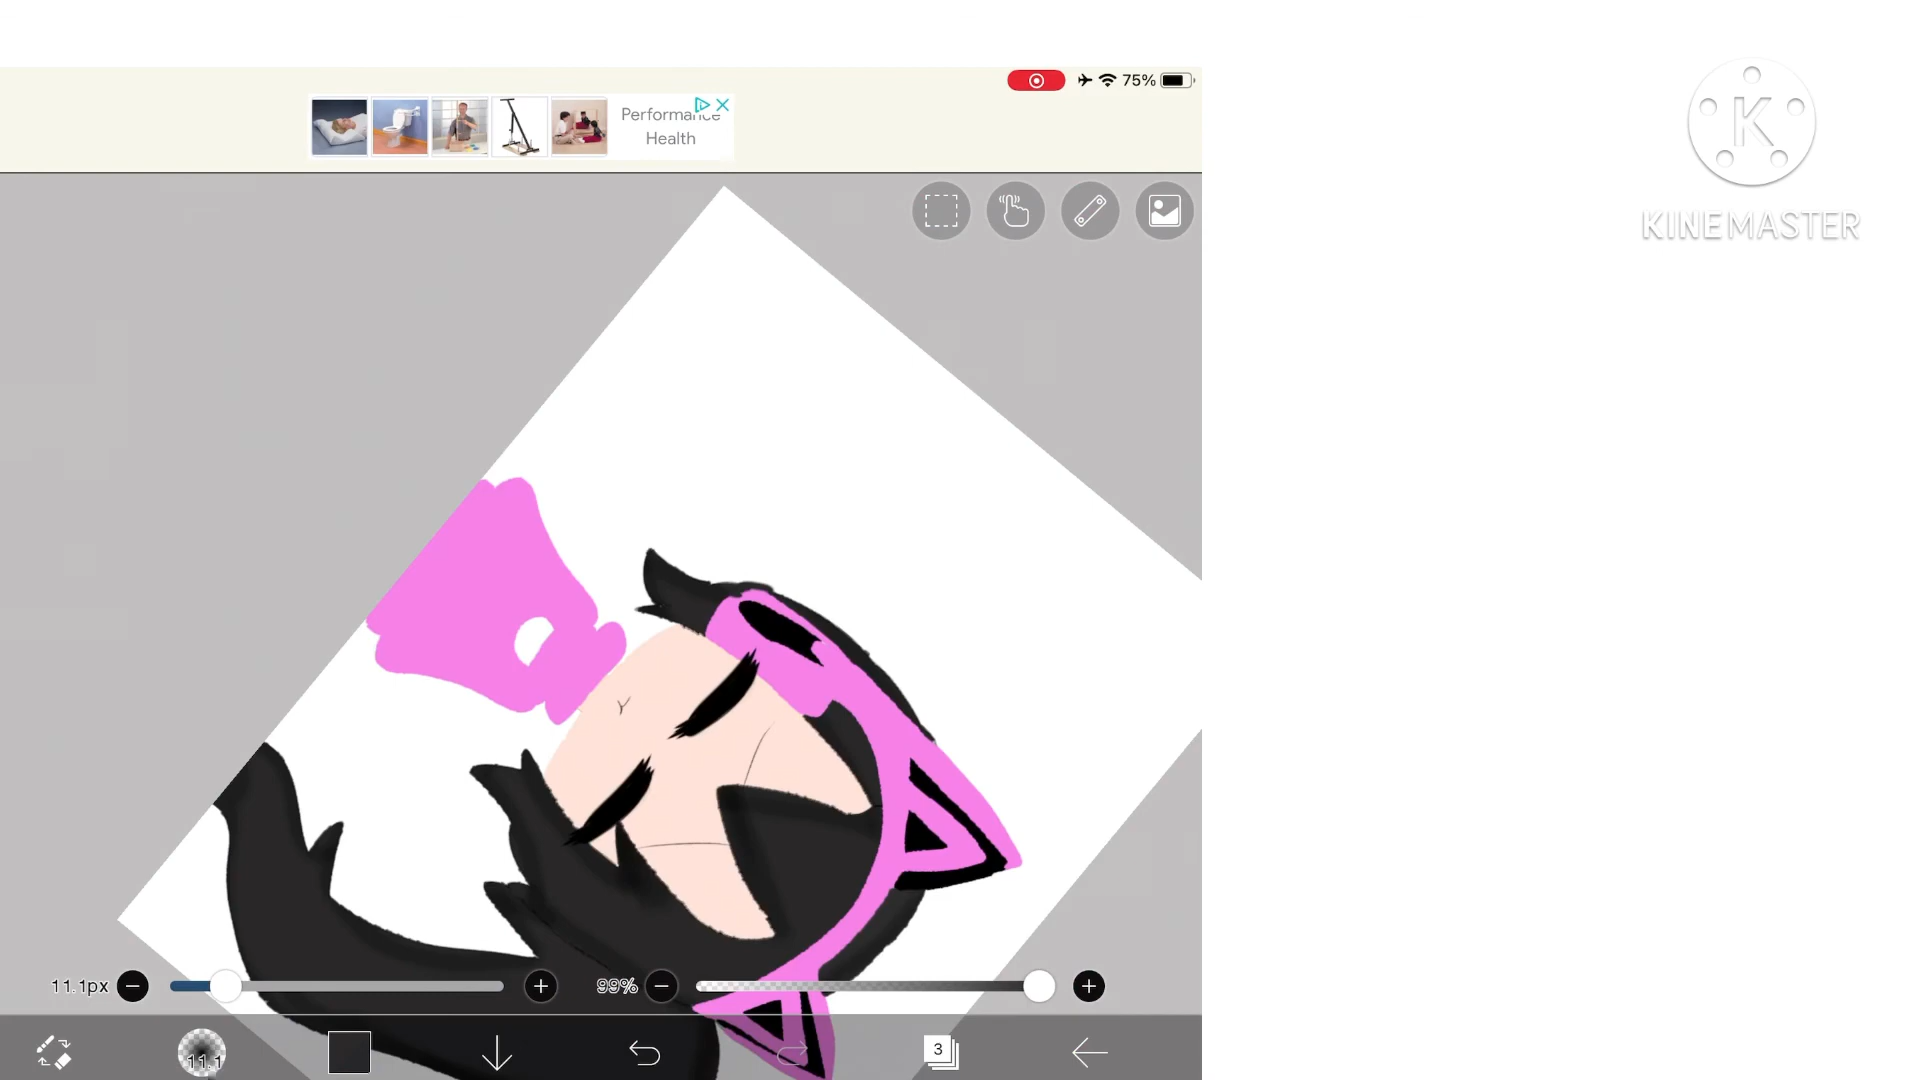 75%
Performance
Health
K
KINEMASTER
11.1px
99%
11.1
3